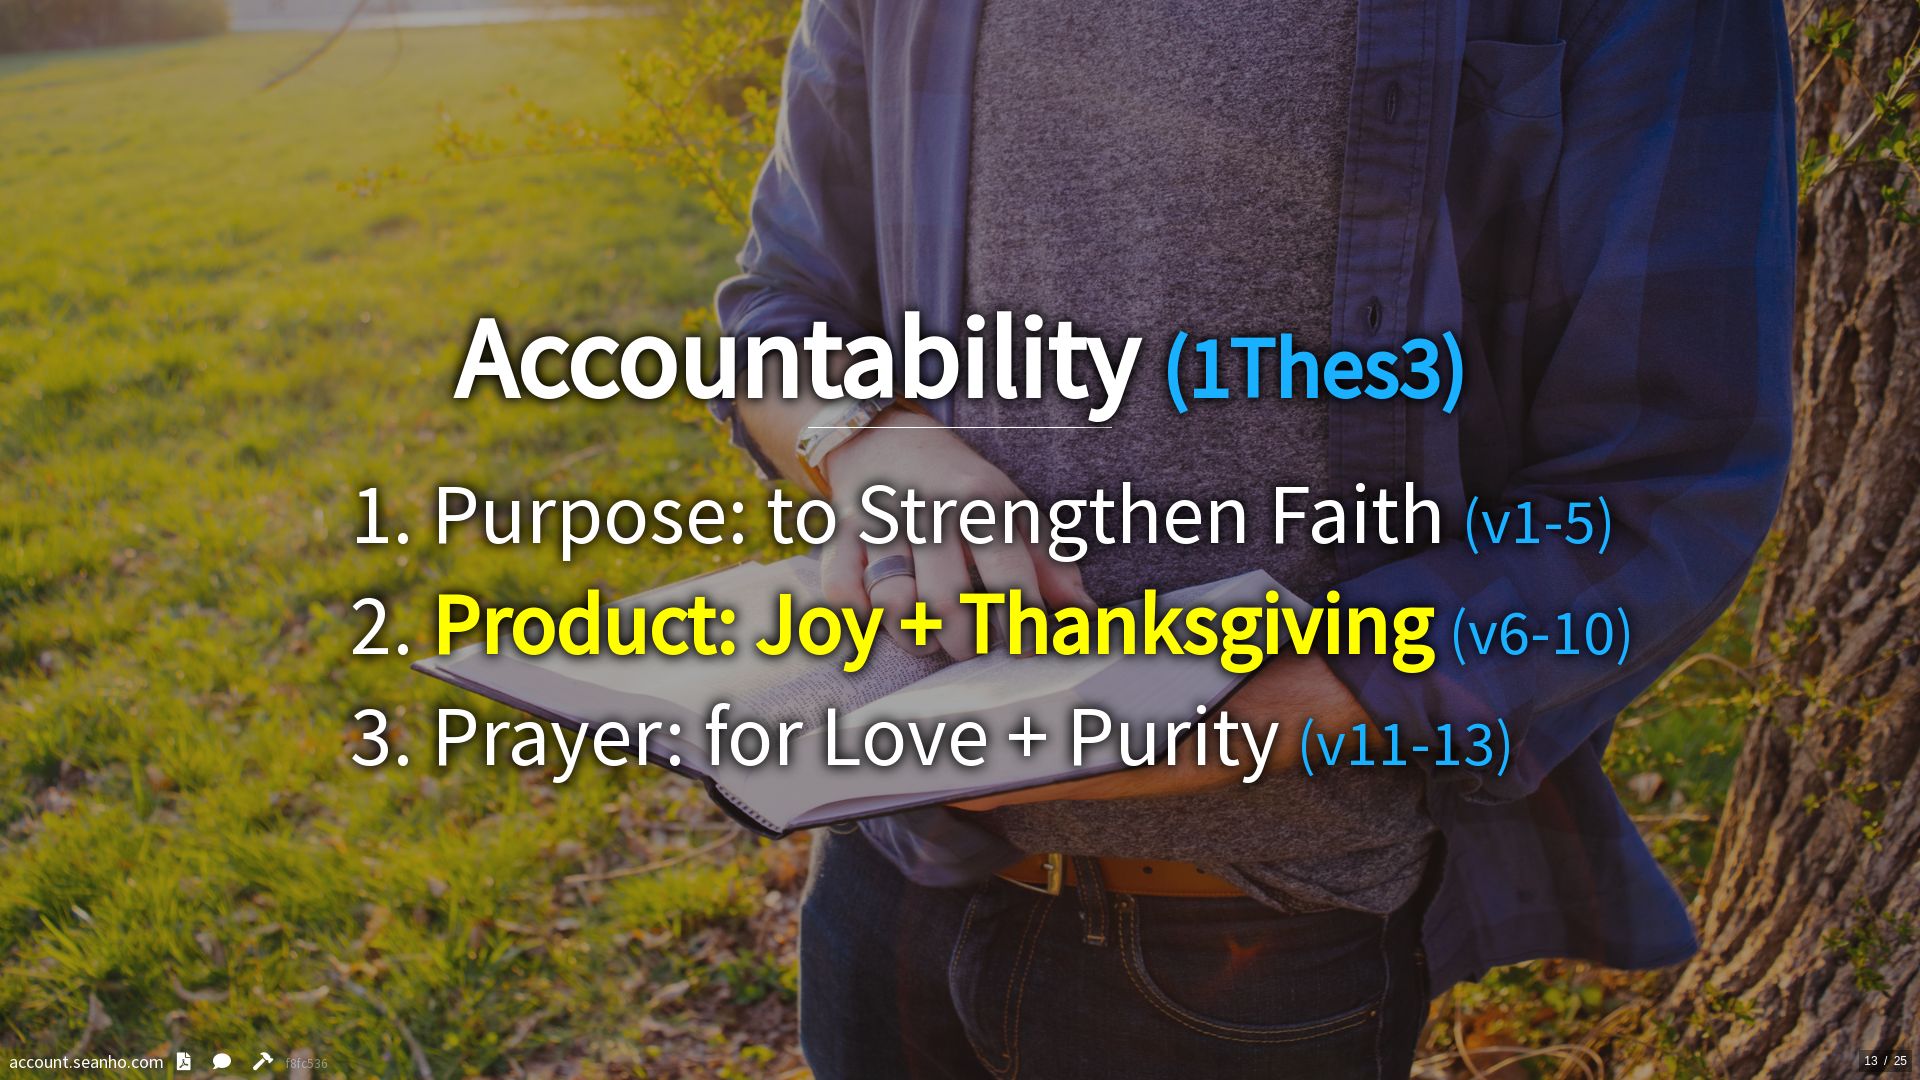 Accountability (1Thes3)
1. Purpose: to Strengthen Faith (v1-5)
2. Product: Joy + Thanksgiving (v6-10)
3. Prayer: for Love + Purity (v11-13)
account.seanho.com f8fc536
13 / 25